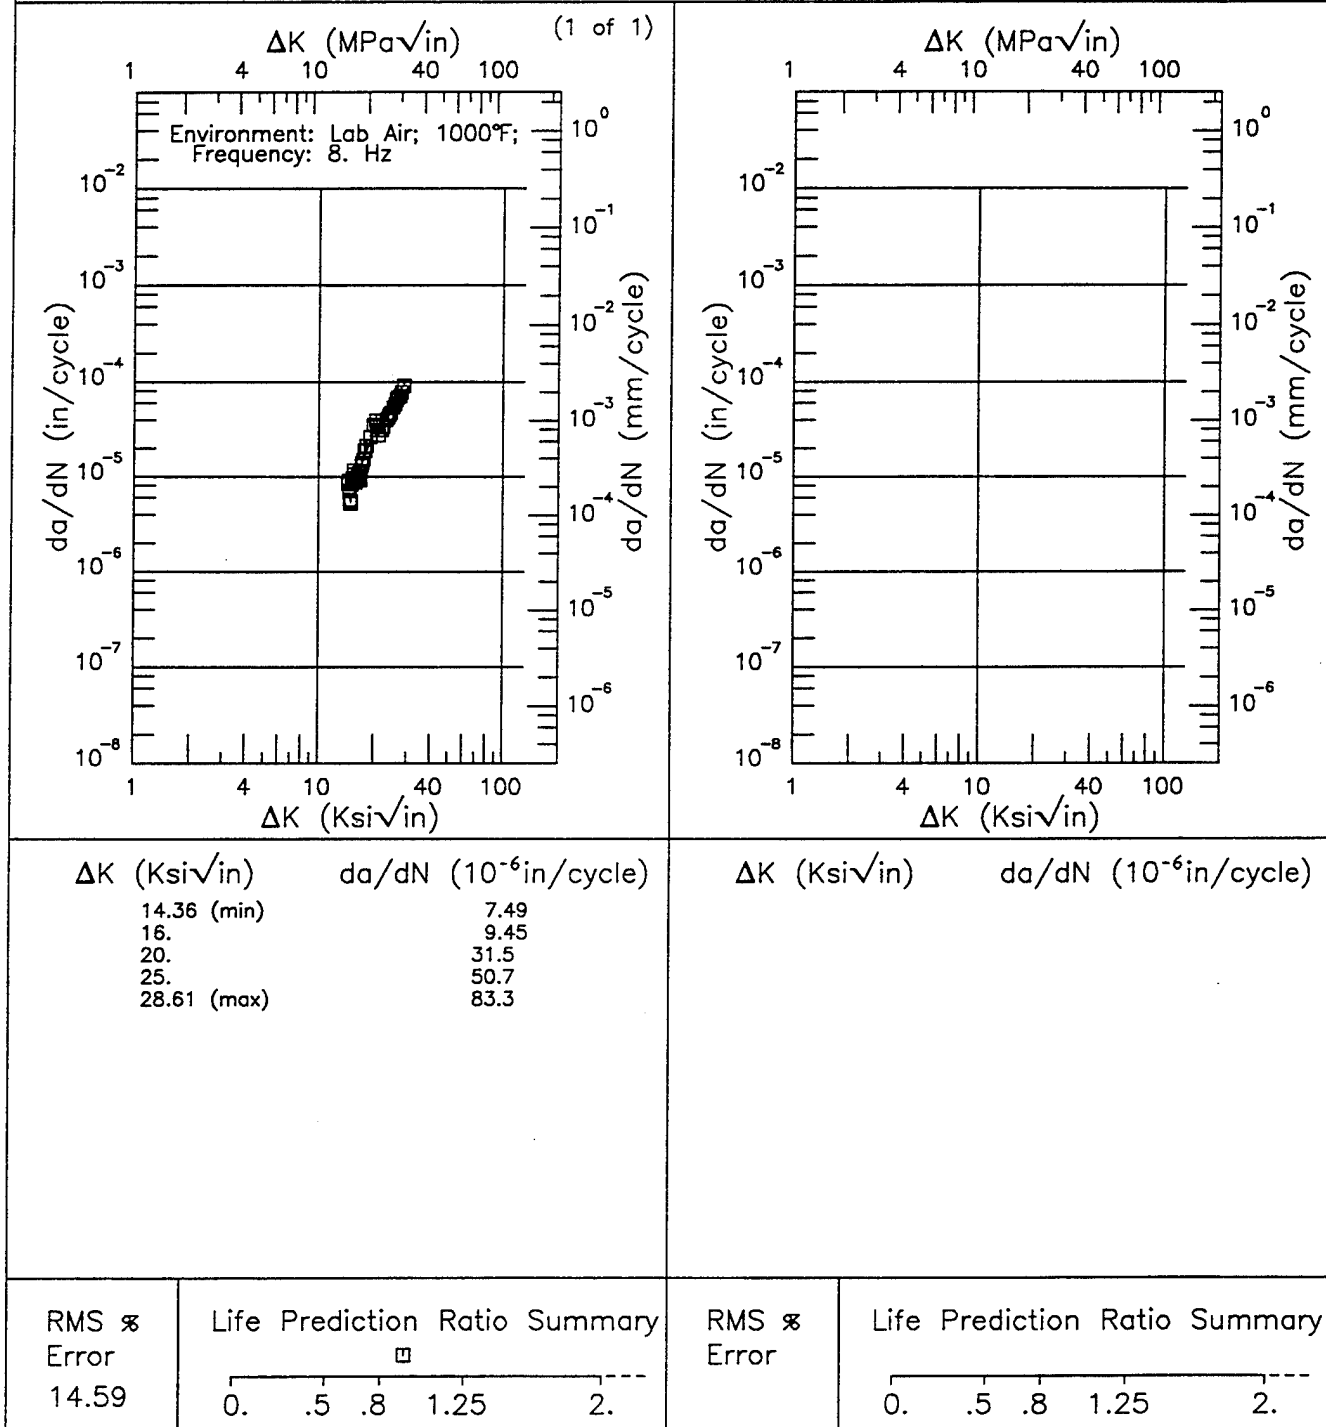 (1 of 1)
ΔK (MPa√in)
1 4 10 40 100
Environment: Lab Air; 1000°F;
Frequency: 8. Hz
da/dN (in/cycle)
10⁻²
10⁻³
10⁻⁴
10⁻⁵
10⁻⁶
10⁻⁷
10⁻⁸
da/dN (mm/cycle)
10⁰
10⁻¹
10⁻²
10⁻³
10⁻⁴
10⁻⁵
10⁻⁶
1 4 10 40 100
ΔK (Ksi√in)
ΔK (MPa√in)
1 4 10 40 100
da/dN (in/cycle)
10⁻²
10⁻³
10⁻⁴
10⁻⁵
10⁻⁶
10⁻⁷
10⁻⁸
da/dN (mm/cycle)
10⁰
10⁻¹
10⁻²
10⁻³
10⁻⁴
10⁻⁵
10⁻⁶
1 4 10 40 100
ΔK (Ksi√in)
ΔK (Ksi√in) da/dN (10⁻⁶in/cycle)
14.36 (min) 7.49
16. 9.45
20. 31.5
25. 50.7
28.61 (max) 83.3
ΔK (Ksi√in) da/dN (10⁻⁶in/cycle)
RMS %
Error
14.59
Life Prediction Ratio Summary
0. .5 .8 1.25 2.
RMS %
Error
Life Prediction Ratio Summary
0. .5 .8 1.25 2.